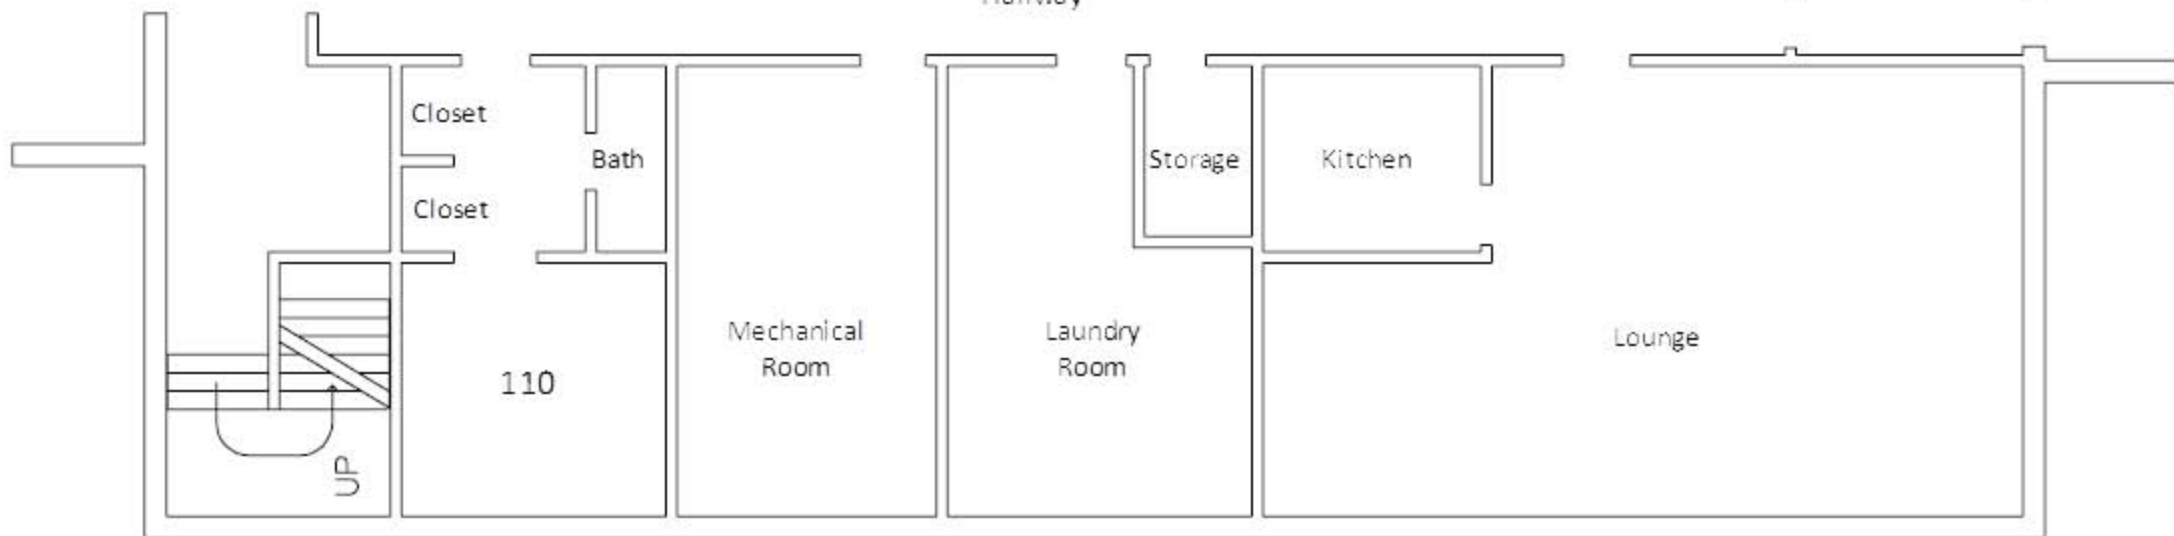 Closet
Bath
Storage
Kitchen
Closet
Mechanical
Room
Laundry
Room
Lounge
110
UP